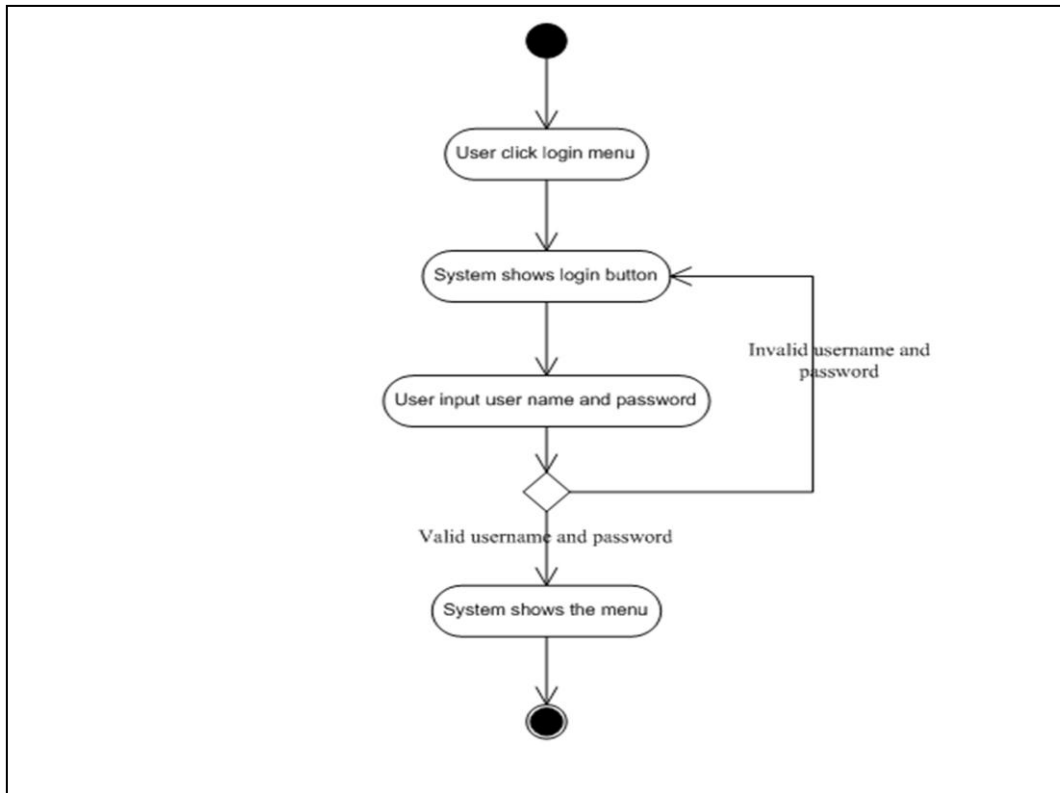 User click login menu
System shows login button
Invalid username and
password
User input user name and password
Valid username and password
System shows the menu